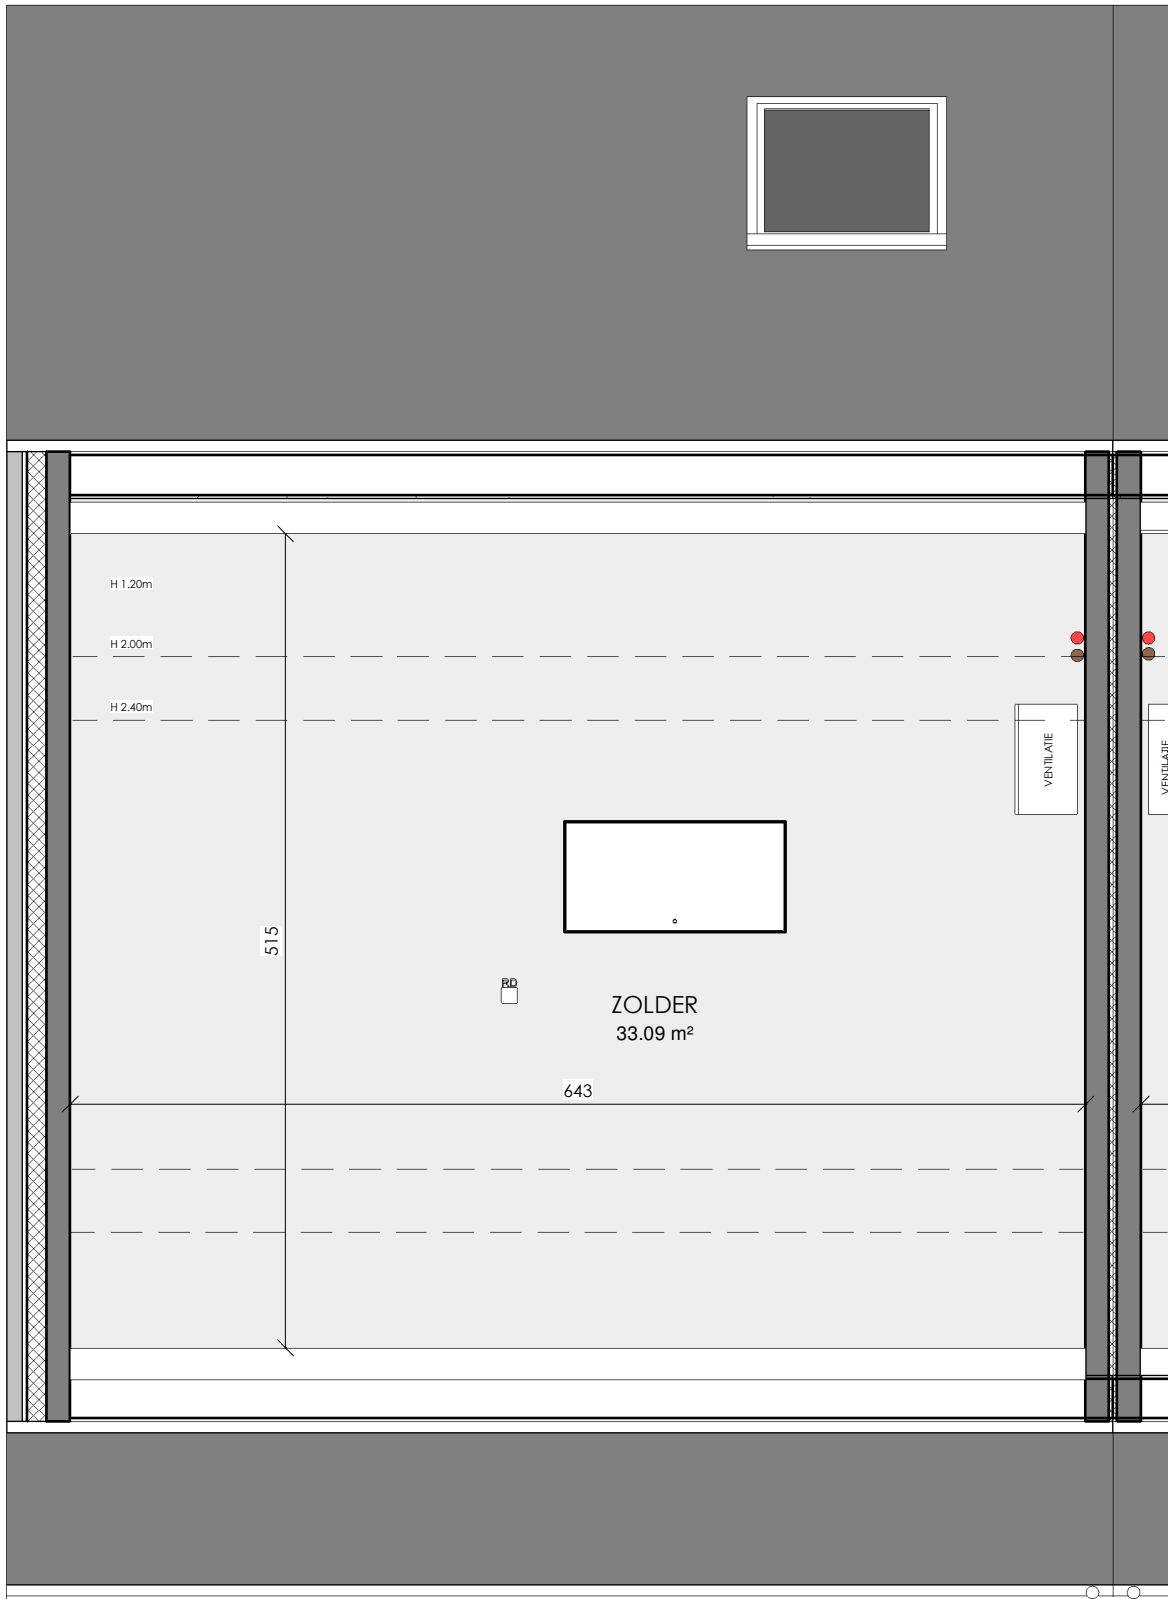 H 1.20m
H 2.00m
H 2.40m
VENTILATIE
VENTILATIE
515
RD
ZOLDER
33.09 m²
643